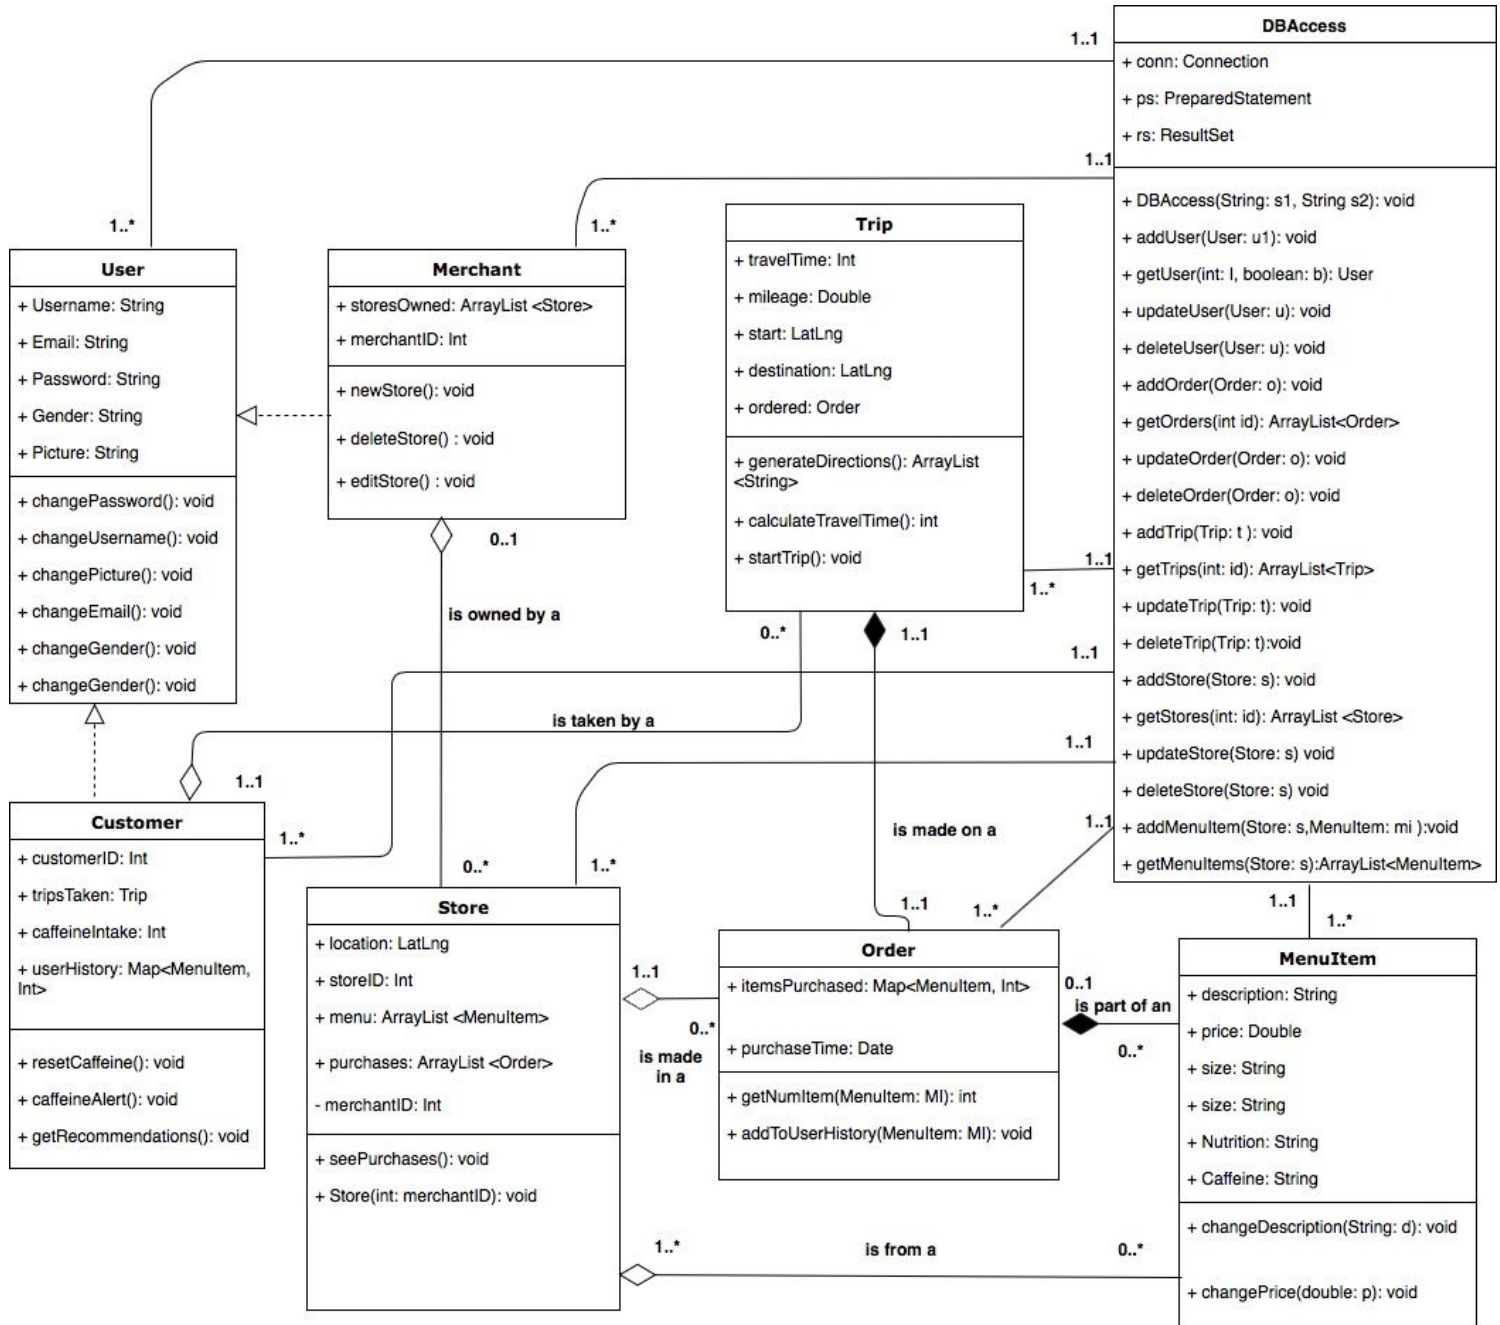 DBAccess
+ conn: Connection
+ ps: PreparedStatement
+ rs: ResultSet
+ DBAccess(String: s1, String s2): void
+ addUser(User: u1): void
+ getUser(int: I, boolean: b): User
+ updateUser(User: u): void
+ deleteUser(User: u): void
+ addOrder(Order: o): void
+ getOrders(int id): ArrayList<Order>
+ updateOrder(Order: o): void
+ deleteOrder(Order: o): void
+ addTrip(Trip: t ): void
+ getTrips(int: id): ArrayList<Trip>
+ updateTrip(Trip: t): void
+ deleteTrip(Trip: t):void
+ addStore(Store: s): void
+ getStores(int: id): ArrayList <Store>
+ updateStore(Store: s) void
+ deleteStore(Store: s) void
+ addMenuItem(Store: s,MenuItem: mi ):void
+ getMenuItems(Store: s):ArrayList<MenuItem>
1..1
1..*
1..1
1..*
User
+ Username: String
+ Email: String
+ Password: String
+ Gender: String
+ Picture: String
+ changePassword(): void
+ changeUsername(): void
+ changePicture(): void
+ changeEmail(): void
+ changeGender(): void
+ changeGender(): void
Merchant
+ storesOwned: ArrayList <Store>
+ merchantID: Int
+ newStore(): void
+ deleteStore() : void
+ editStore() : void
0..1
is owned by a
0..*
Trip
+ travelTime: Int
+ mileage: Double
+ start: LatLng
+ destination: LatLng
+ ordered: Order
+ generateDirections(): ArrayList
<String>
+ calculateTravelTime(): int
+ startTrip(): void
1..1
1..*
0..*
1..1
1..1
is taken by a
1..1
1..1
1..*
1..*
is made on a
1..1
1..1
1..*
Customer
+ customerID: Int
+ tripsTaken: Trip
+ caffeineIntake: Int
+ userHistory: Map<MenuItem,
Int>
+ resetCaffeine(): void
+ caffeineAlert(): void
+ getRecommendations(): void
Store
+ location: LatLng
+ storeID: Int
+ menu: ArrayList <MenuItem>
+ purchases: ArrayList <Order>
- merchantID: Int
+ seePurchases(): void
+ Store(int: merchantID): void
1..1
0..*
is made
in a
Order
+ itemsPurchased: Map<MenuItem, Int>
+ purchaseTime: Date
+ getNumItem(MenuItem: MI): int
+ addToUserHistory(MenuItem: MI): void
0..1
is part of an
0..*
1..1
1..*
MenuItem
+ description: String
+ price: Double
+ size: String
+ size: String
+ Nutrition: String
+ Caffeine: String
+ changeDescription(String: d): void
+ changePrice(double: p): void
1..*
is from a
0..*